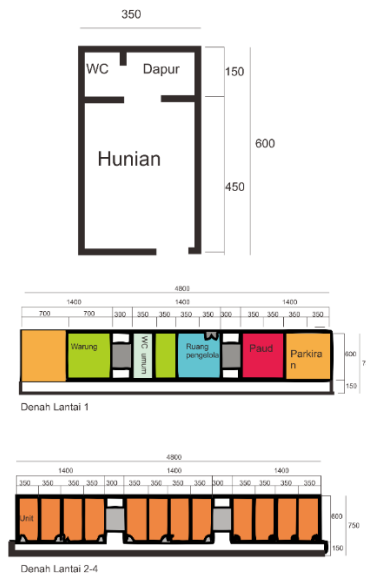 350
WC
Dapur
150
600
Hunian
450
4800
1400 1400 1400
700 700 300 350 350 350 350 300 350 350 350 350
Warung
WC umum
Ruang
pengelola
Paud
Parkira
n
600
7
150
Denah Lantai 1
4800
1400 1400 1400
350 350 350 350 300 350 350 350 350 300 350 350 350 350
Unit
600
750
150
Denah Lantai 2-4